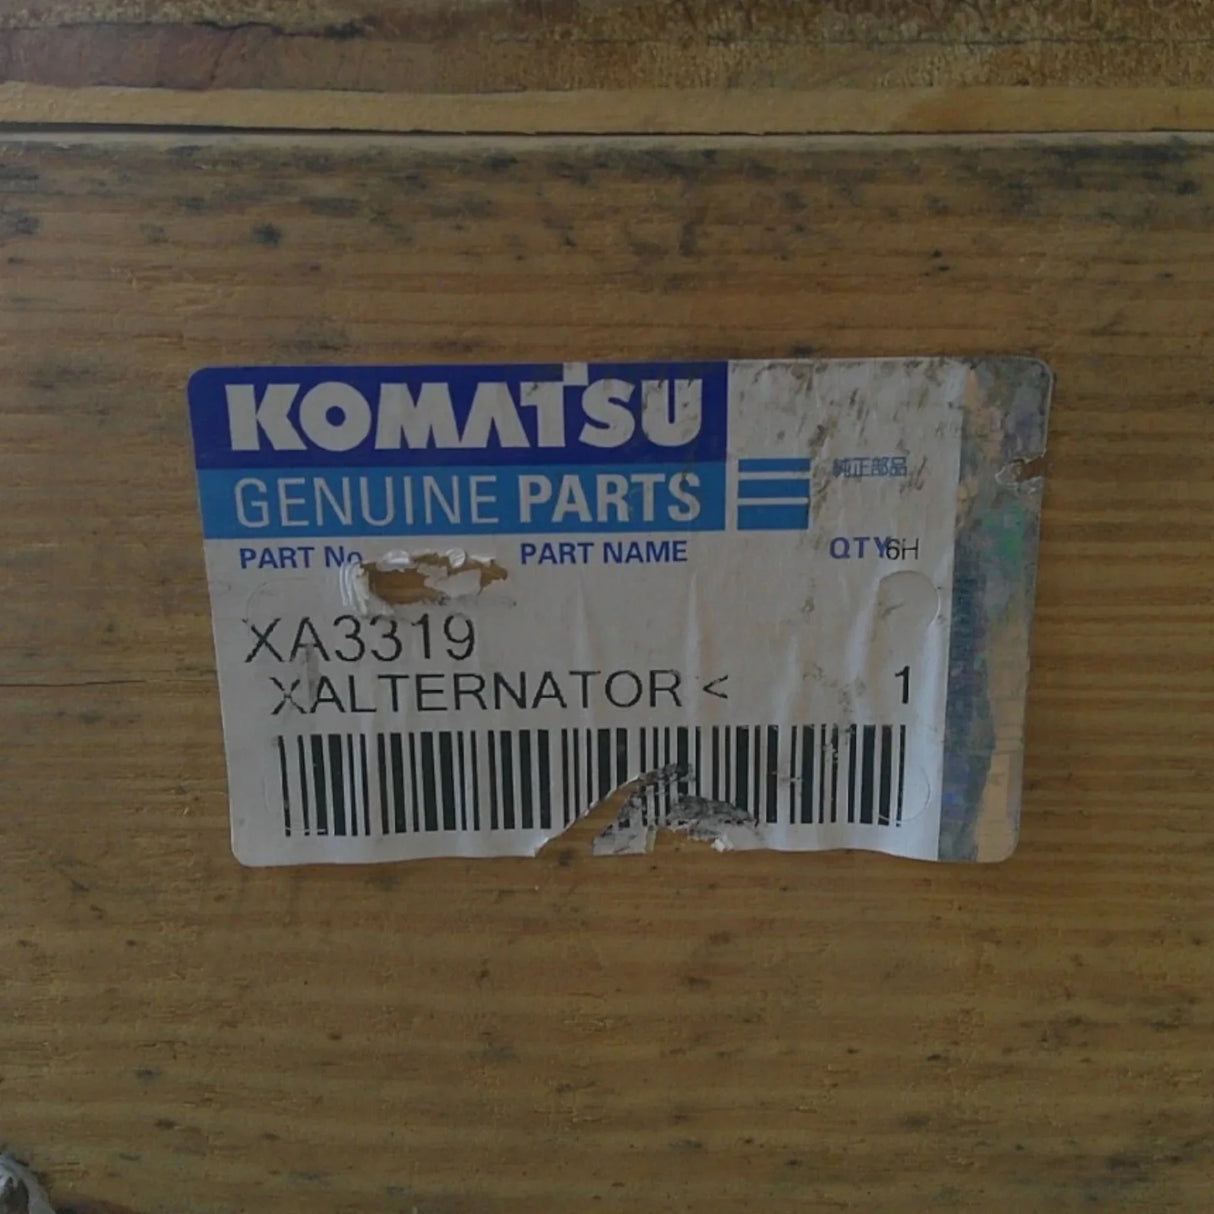 KOMATSU
GENUINE PARTS 純正部品
PART No. PART NAME QTY 6H
XA3319
XALTERNATOR < 1